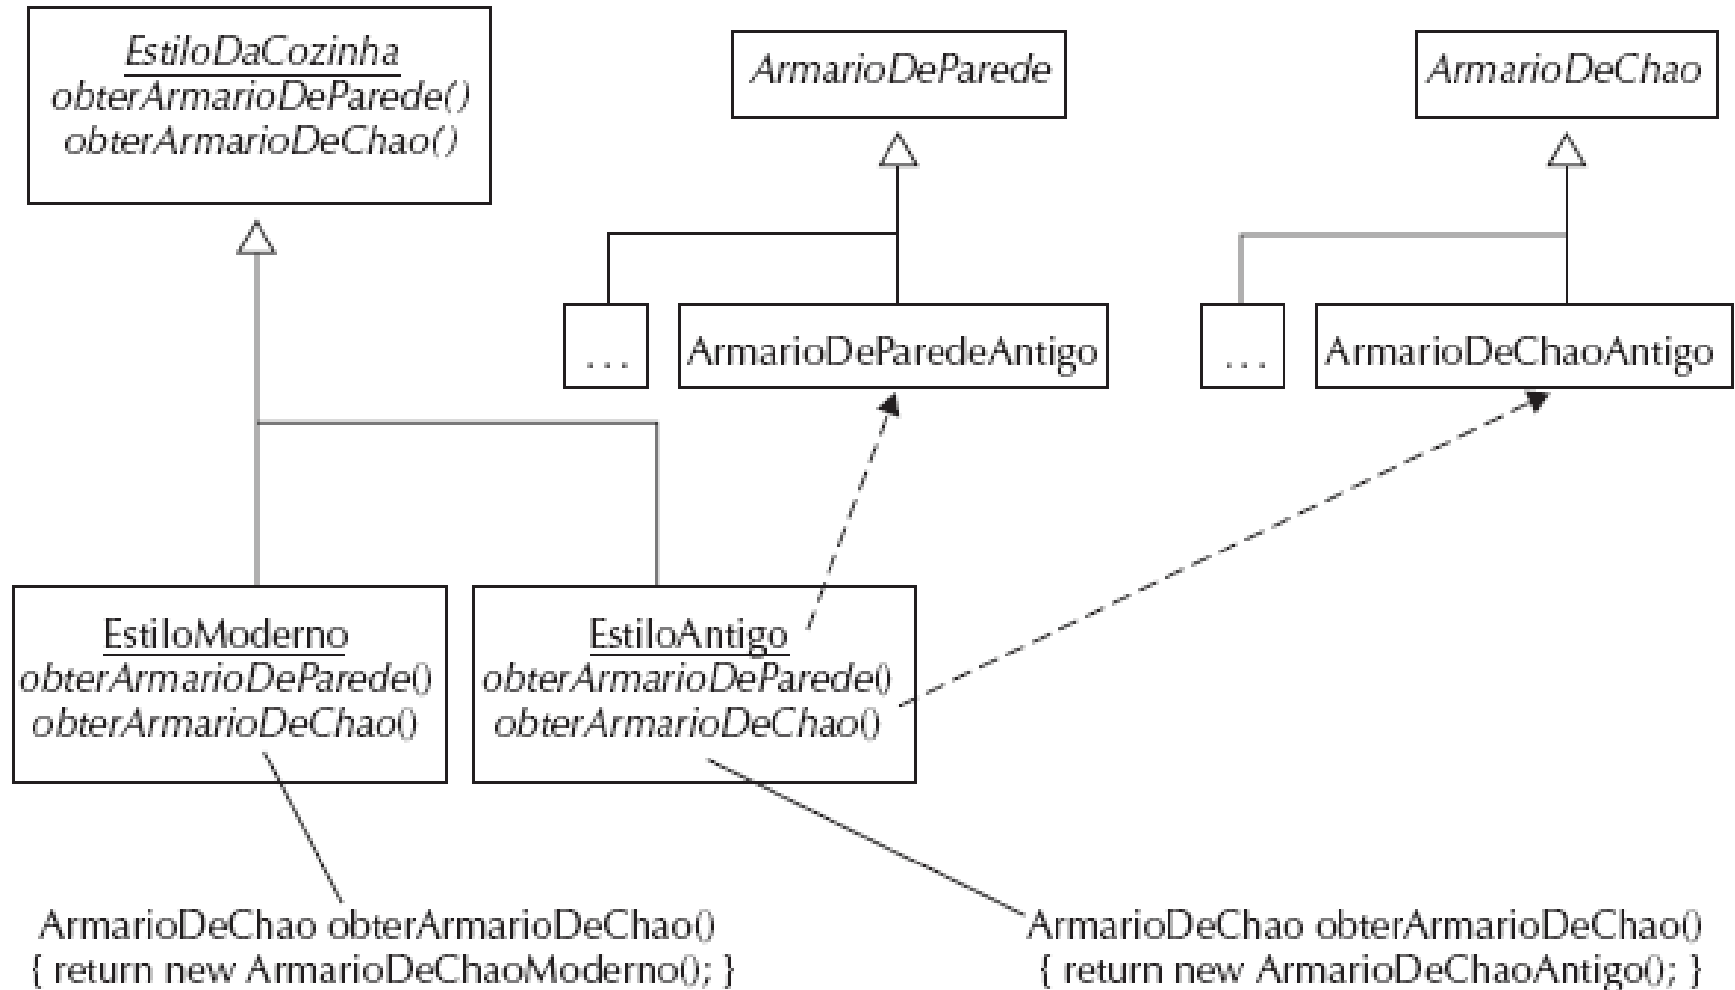 EstiloDaCozinha
obterArmarioDeParede()
obterArmarioDeChao()
ArmarioDeParede
ArmarioDeChao
...
ArmarioDeParedeAntigo
...
ArmarioDeChaoAntigo
EstiloModerno
obterArmarioDeParede()
obterArmarioDeChao()
EstiloAntigo
obterArmarioDeParede()
obterArmarioDeChao()
ArmarioDeChao obterArmarioDeChao()
{ return new ArmarioDeChaoModerno(); }
ArmarioDeChao obterArmarioDeChao()
{ return new ArmarioDeChaoAntigo(); }